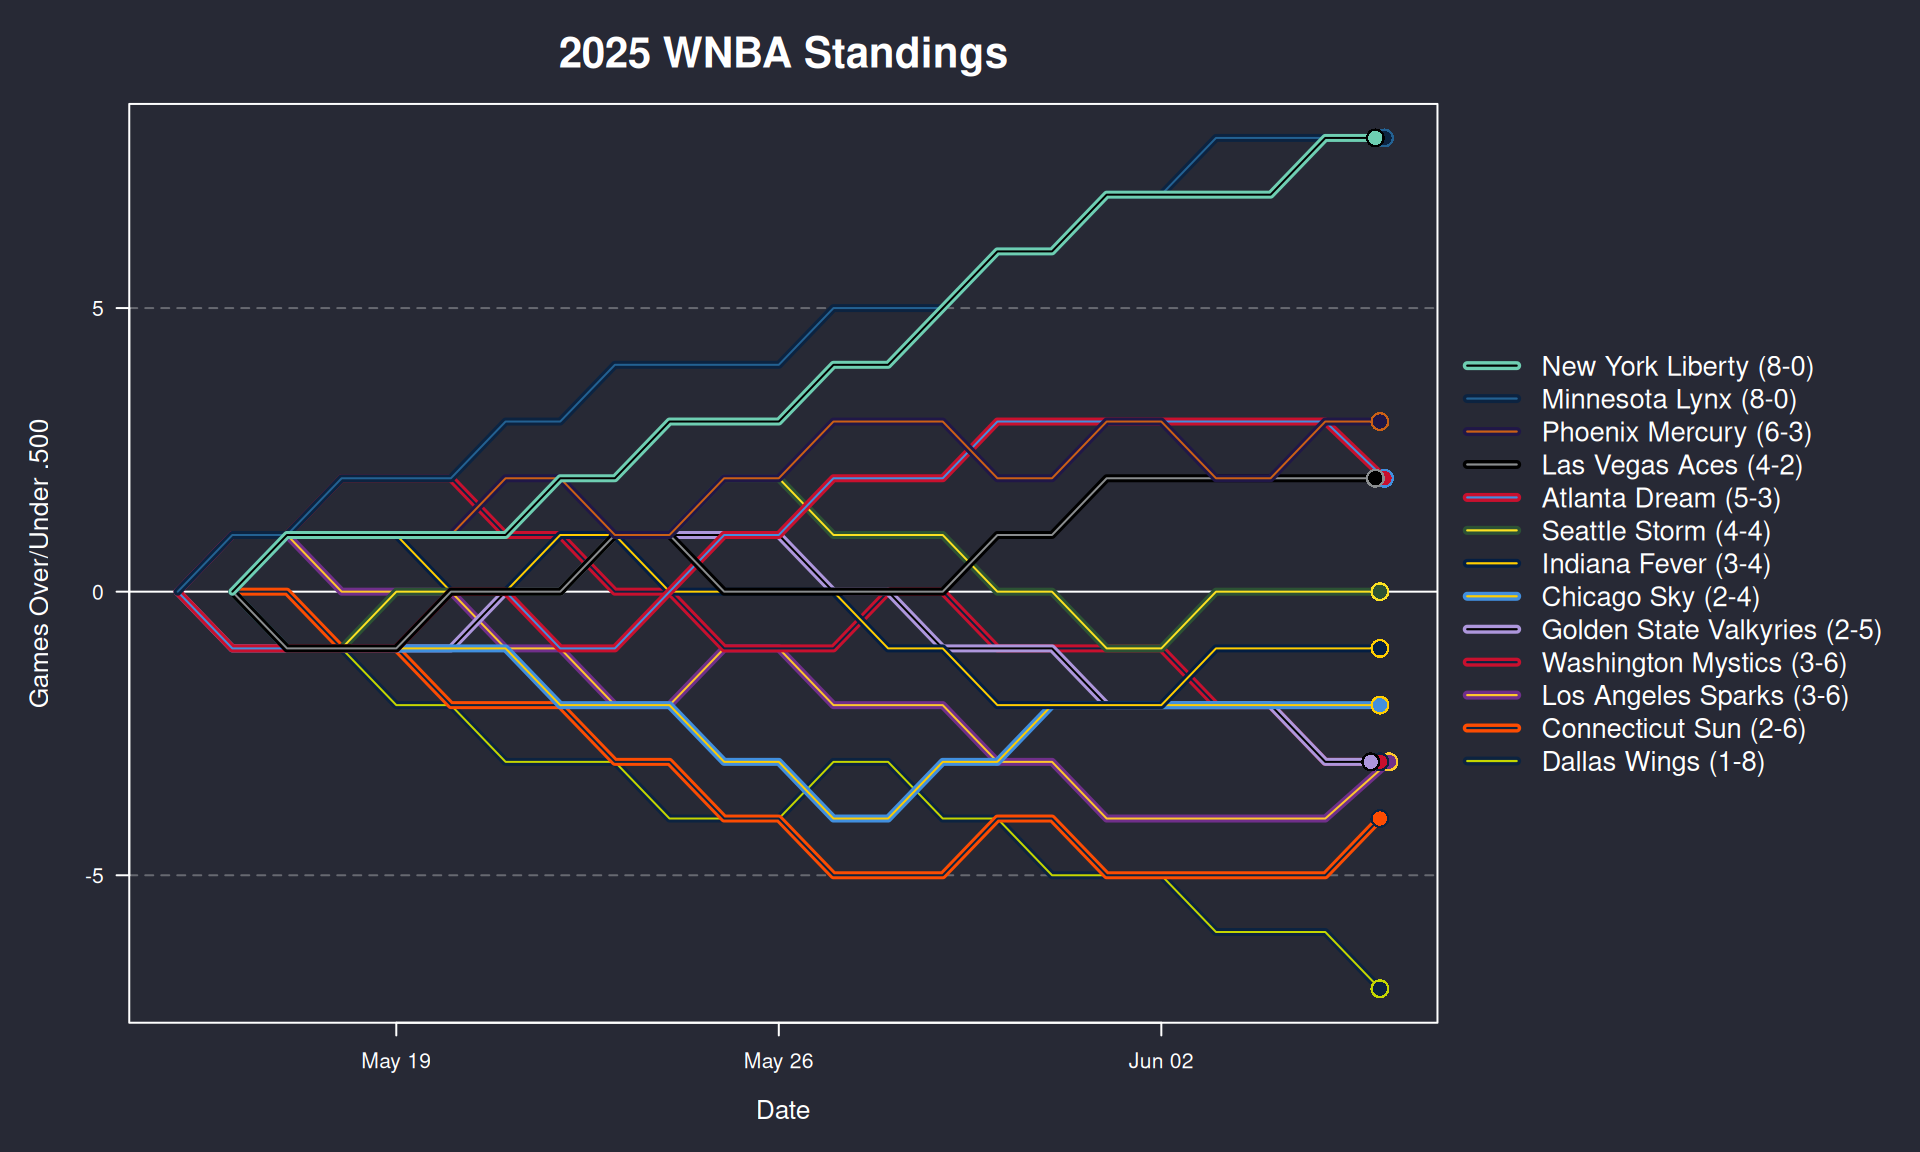 2025 WNBA Standings
Games Over/Under .500
5
0
-5
May 19
May 26
Jun 02
Date
New York Liberty (8-0)
Minnesota Lynx (8-0)
Phoenix Mercury (6-3)
Las Vegas Aces (4-2)
Atlanta Dream (5-3)
Seattle Storm (4-4)
Indiana Fever (3-4)
Chicago Sky (2-4)
Golden State Valkyries (2-5)
Washington Mystics (3-6)
Los Angeles Sparks (3-6)
Connecticut Sun (2-6)
Dallas Wings (1-8)